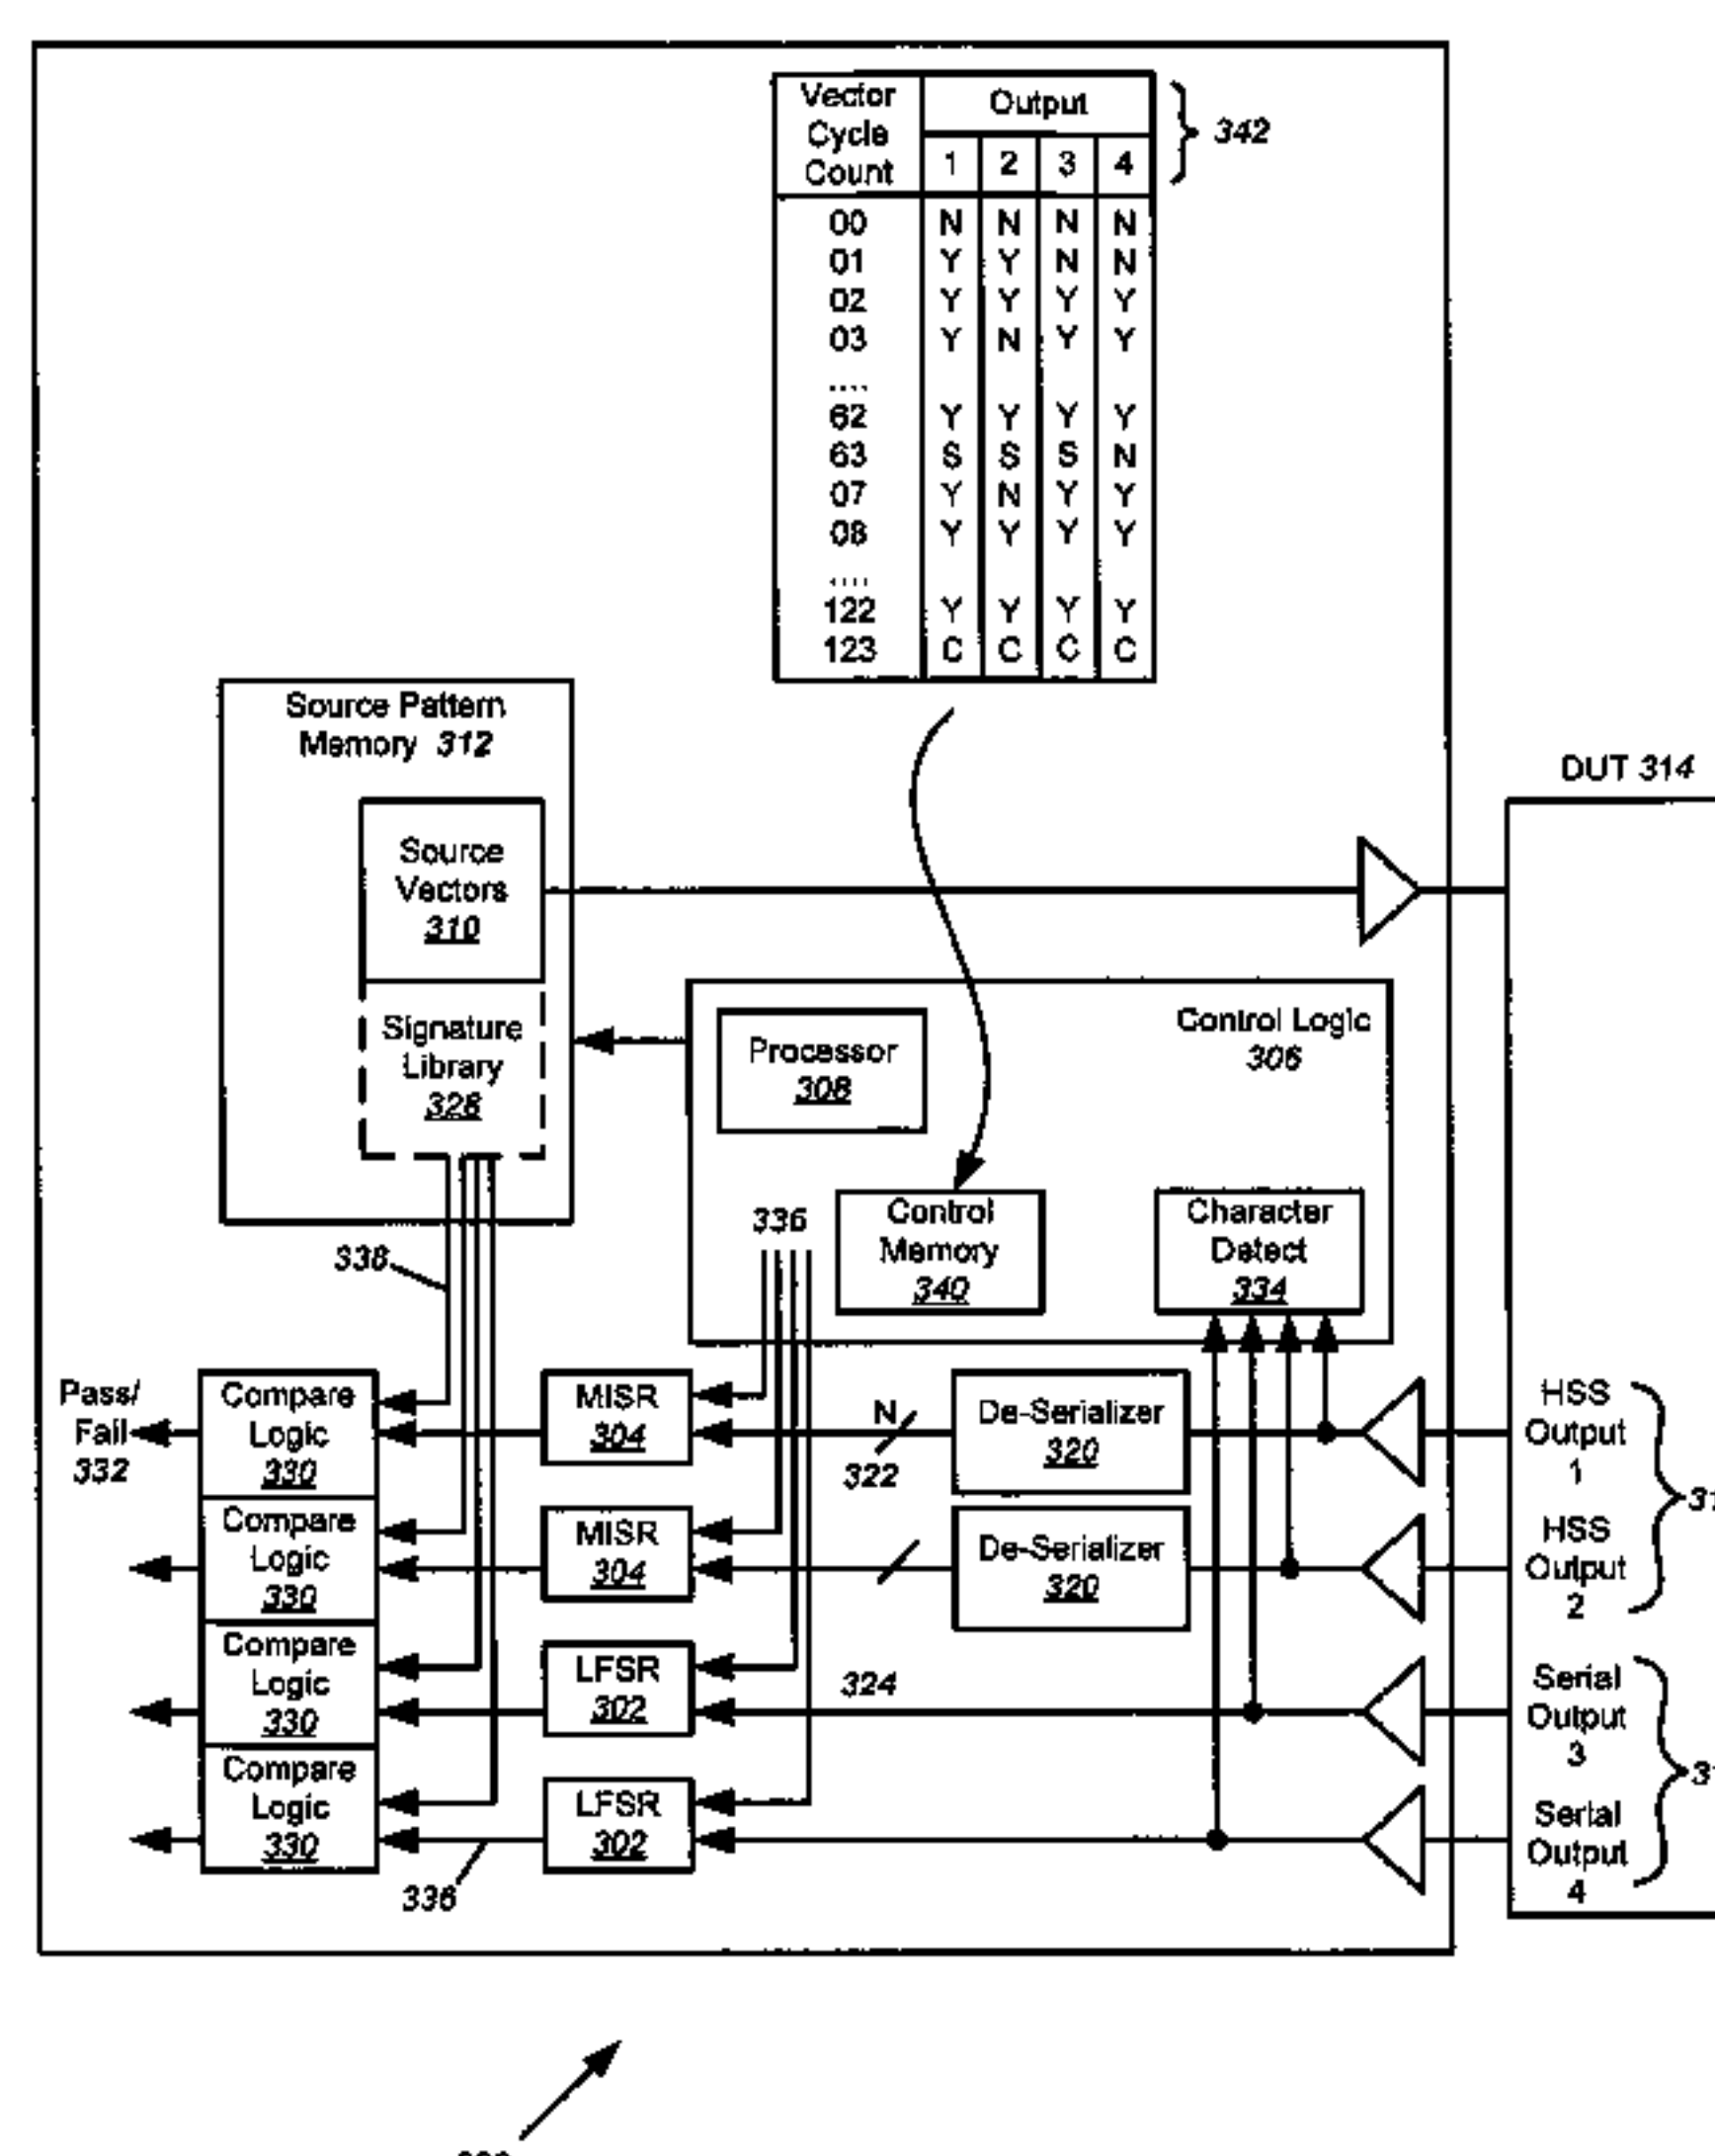 Vector Cycle Count Output
1 2 3 4
342
00 N N N N
01 Y Y N N
02 Y Y Y Y
03 Y N Y Y
....
62 Y Y Y Y
63 S S S N
07 Y N Y Y
08 Y Y Y Y
....
122 Y Y Y Y
123 C C C C
Source Pattern
Memory 312
Source
Vectors
310
Signature
Library
328
DUT 314
Control Logic
306
Processor
308
336
Control
Memory
340
Character
Detect
334
338
Pass/
Fail
332
Compare
Logic
330
MISR
304
N
322
De-Serializer
320
HSS
Output
1
Compare
Logic
330
MISR
304
De-Serializer
320
HSS
Output
2
Compare
Logic
330
LFSR
302
324
Serial
Output
3
Compare
Logic
330
LFSR
302
Serial
Output
4
336